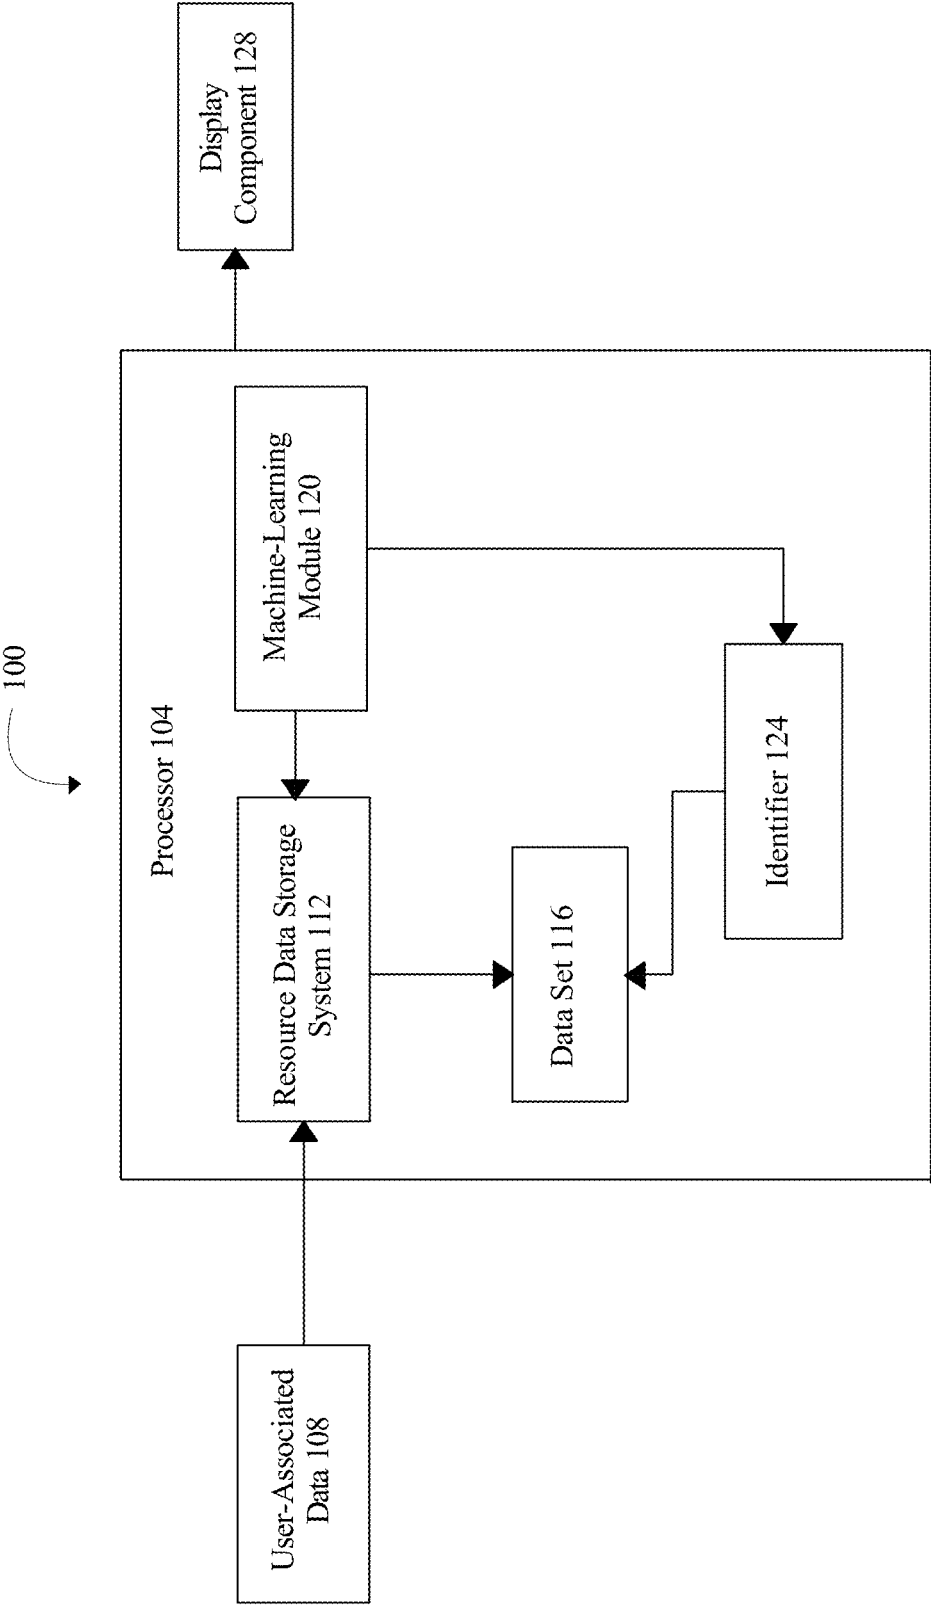 100
Processor 104
User-Associated
Data 108
Resource Data Storage
System 112
Machine-Learning
Module 120
Display
Component 128
Data Set 116
Identifier 124